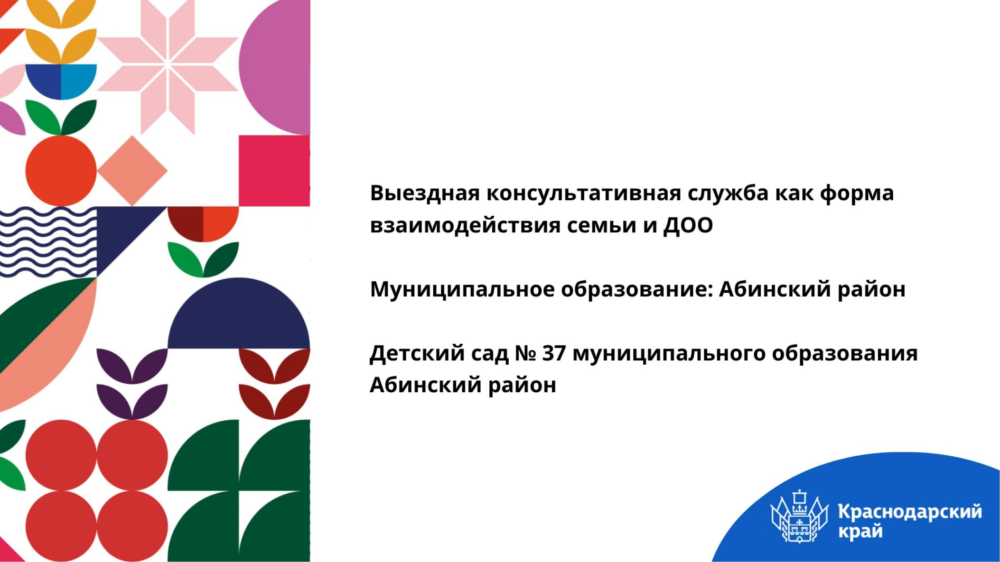 Выездная консультативная служба как форма
взаимодействия семьи и ДОО
Муниципальное образование: Абинский район
Детский сад № 37 муниципального образования
Абинский район
Краснодарский
край